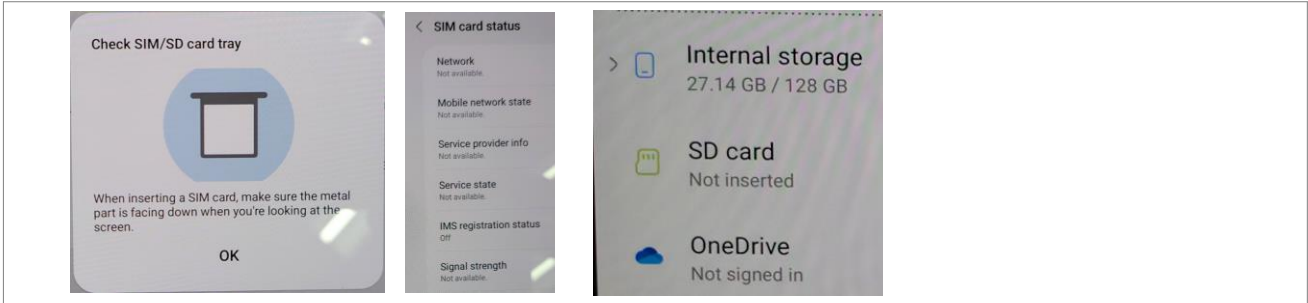 Check SIM/SD card tray
When inserting a SIM card, make sure the metal
part is facing down when you're looking at the
screen.
OK
< SIM card status
Network
Not available.
Mobile network state
Not available.
Service provider info
Not available.
Service state
Not available.
IMS registration status
Off
Signal strength
Not available.
Internal storage
27.14 GB / 128 GB
SD card
Not inserted
OneDrive
Not signed in